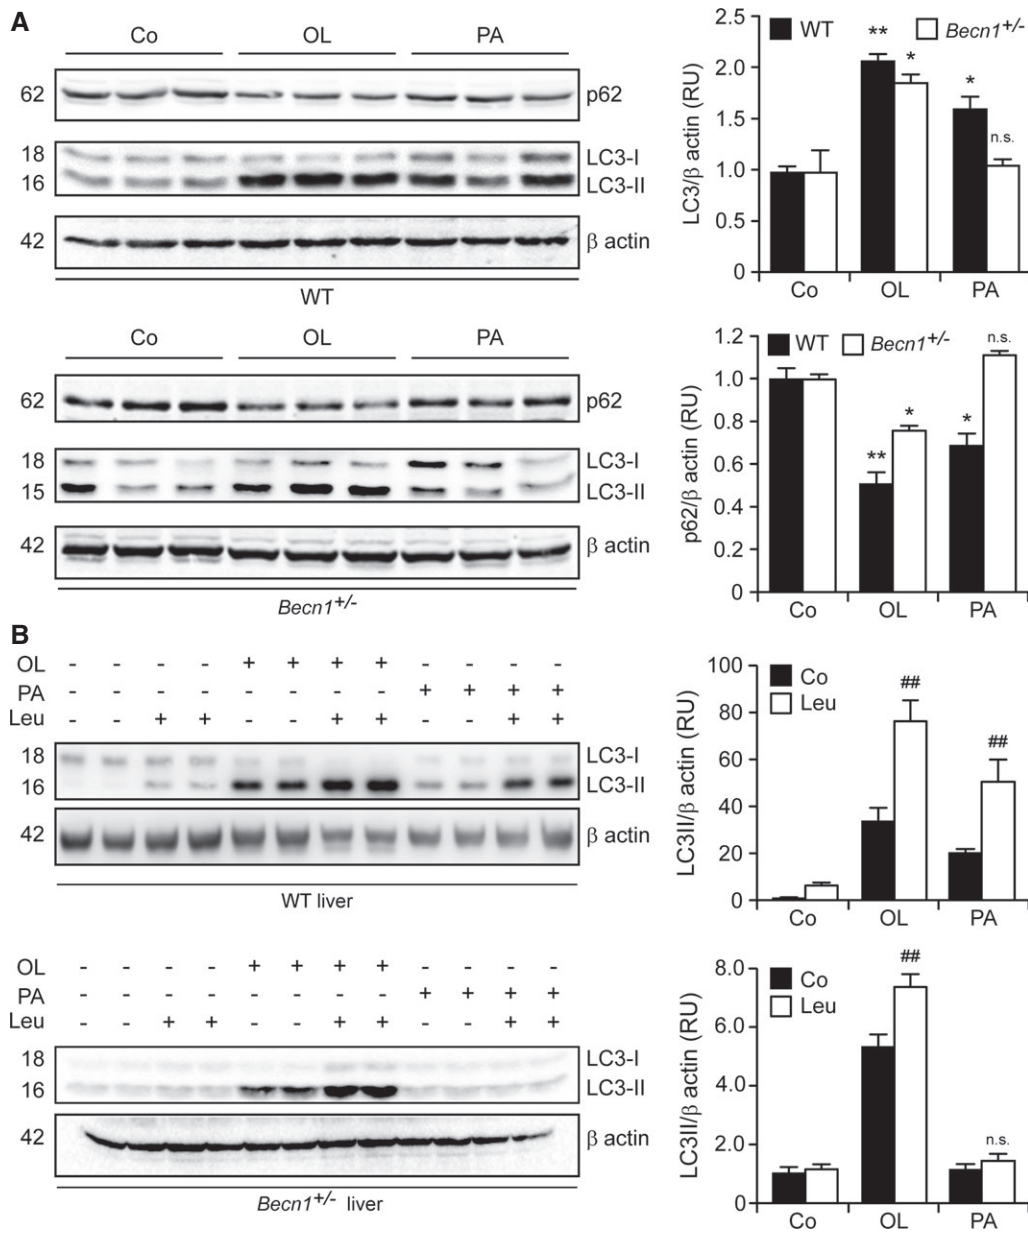 A
Co OL PA
62 p62
18 LC3-I
16 LC3-II
42 β actin
WT
2.5
2.0
1.5
1.0
0.5
0
LC3/β actin (RU)
WT Becn1+/-
** * * n.s.
Co OL PA
Co OL PA
62 p62
18 LC3-I
15 LC3-II
42 β actin
Becn1+/-
1.2
1.0
0.8
0.6
0.4
0.2
0
p62/β actin (RU)
WT Becn1+/-
** * * n.s.
Co OL PA
B
OL - - - - + + + + - - - -
PA - - - - - - - - + + + +
Leu - - + + - - + + - - + +
18 LC3-I
16 LC3-II
42 β actin
WT liver
100
80
60
40
20
0
LC3II/β actin (RU)
Co
Leu
## ##
Co OL PA
OL - - - - + + + + - - - -
PA - - - - - - - - + + + +
Leu - - + + - - + + - - + +
18 LC3-I
16 LC3-II
42 β actin
Becn1+/- liver
8.0
6.0
4.0
2.0
0
LC3II/β actin (RU)
Co
Leu
## n.s.
Co OL PA